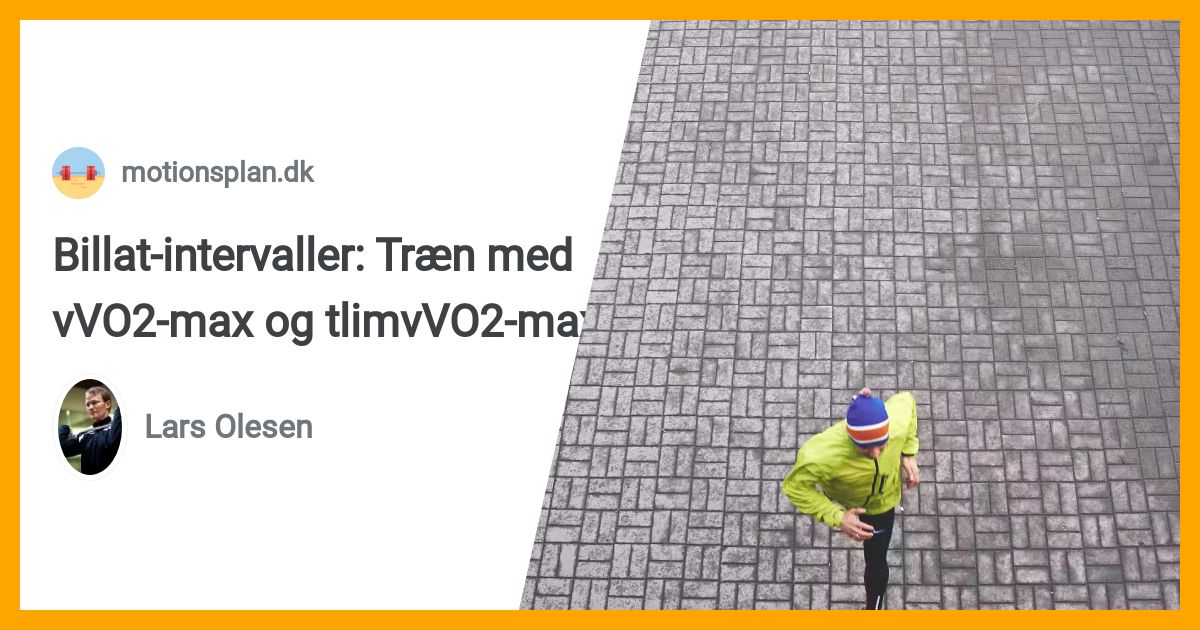 motionsplan.dk
Billat-intervaller: Træn med
vVO2-max og tlimvVO2-max
Lars Olesen